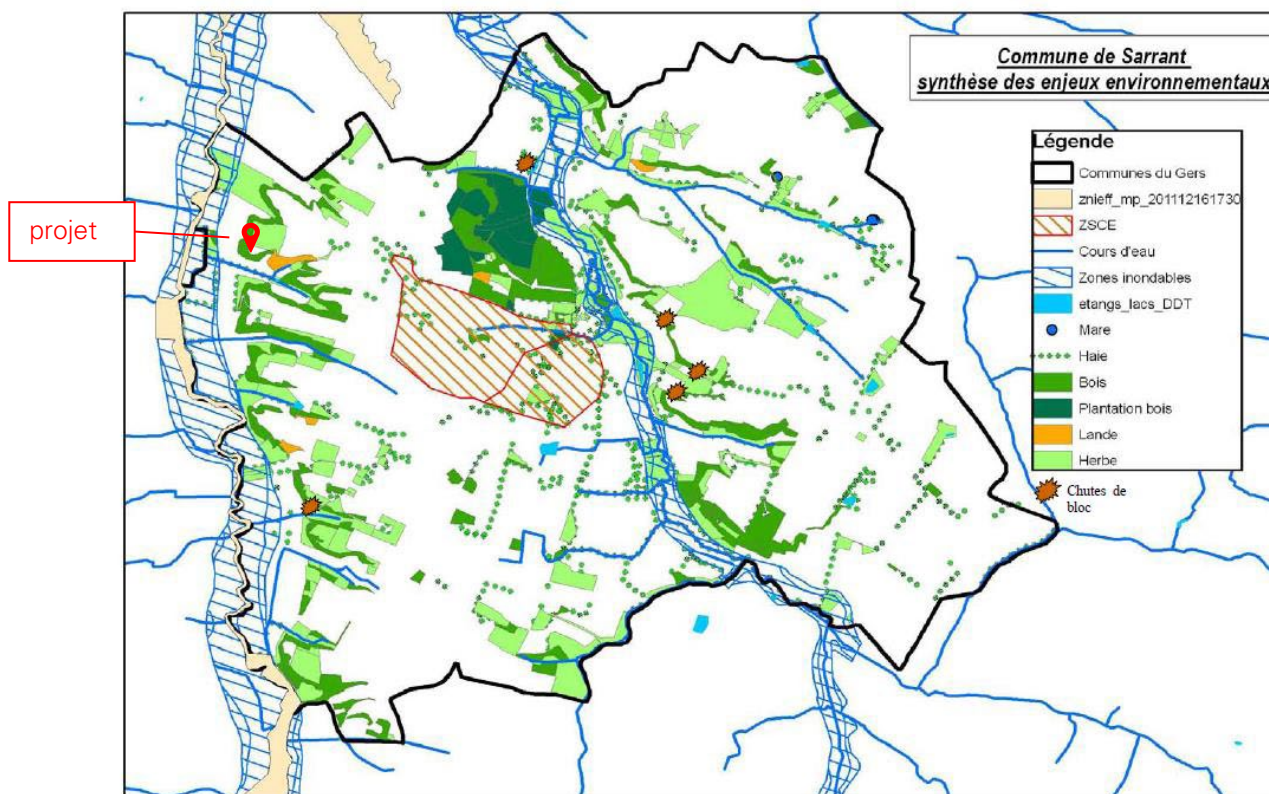 Commune de Sarrant
synthèse des enjeux environnementaux
projet
Légende
Communes du Gers
znieff_mp_201112161730
ZSCE
Cours d'eau
Zones inondables
etangs_lacs_DDT
Mare
Haie
Bois
Plantation bois
Lande
Herbe
Chutes de
bloc